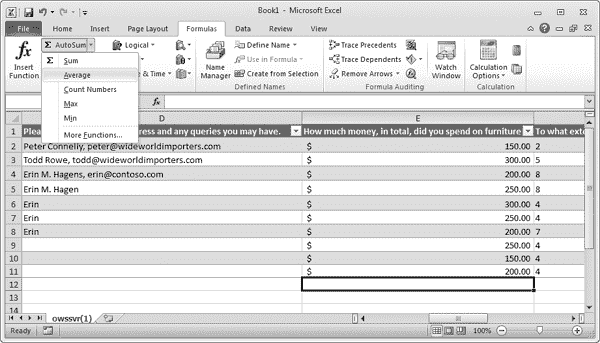 Book1 - Microsoft Excel
File Home Insert Page Layout Formulas Data Review View
fx Insert Function
Σ AutoSum
Logical
& Time
Name Manager
Define Name
Use in Formula
Create from Selection
Defined Names
Trace Precedents
Trace Dependents
Remove Arrows
Formula Auditing
Watch Window
Calculation Options
Calculation
Σ Sum
Average
Count Numbers
Max
Min
More Functions...
fx
D E
1 Plea ress and any queries you may have. How much money, in total, did you spend on furniture To what exte
2 Peter Connelly, peter@wideworldimporters.com $ 150.00 2
3 Todd Rowe, todd@wideworldimporters.com $ 300.00 5
4 Erin M. Hagens, erin@contoso.com $ 200.00 8
5 Erin M. Hagen $ 250.00 8
6 Erin $ 300.00 4
7 Erin $ 250.00 4
8 Erin $ 200.00 7
9 $ 250.00 4
10 $ 150.00 4
11 $ 200.00 4
12
13
owssvr(1)
Ready 100%